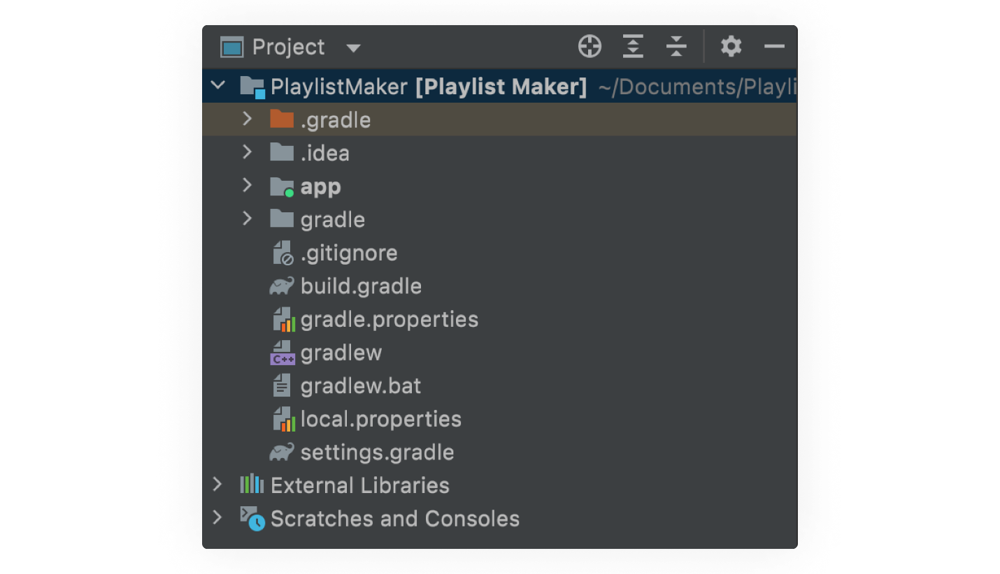 Project
PlaylistMaker [Playlist Maker] ~/Documents/Playli
.gradle
.idea
app
gradle
.gitignore
build.gradle
gradle.properties
C++ gradlew
gradlew.bat
local.properties
settings.gradle
External Libraries
Scratches and Consoles